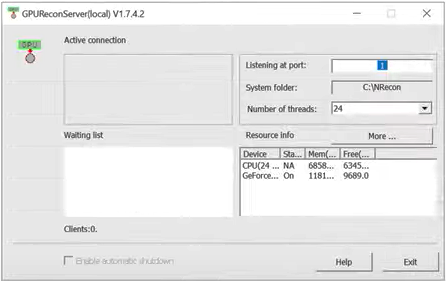 GPUReconServer(local) V1.7.4.2
GPU
Active connection
Listening at port: 1
System folder: C:\NRecon
Number of threads: 24
Waiting list
Resource info More ...
Device Sta... Mem(... Free(...
CPU(24 ... NA 6858... 6345...
GeForce... On 1181... 9689.0
Clients:0.
Enable automatic shutdown
Help Exit